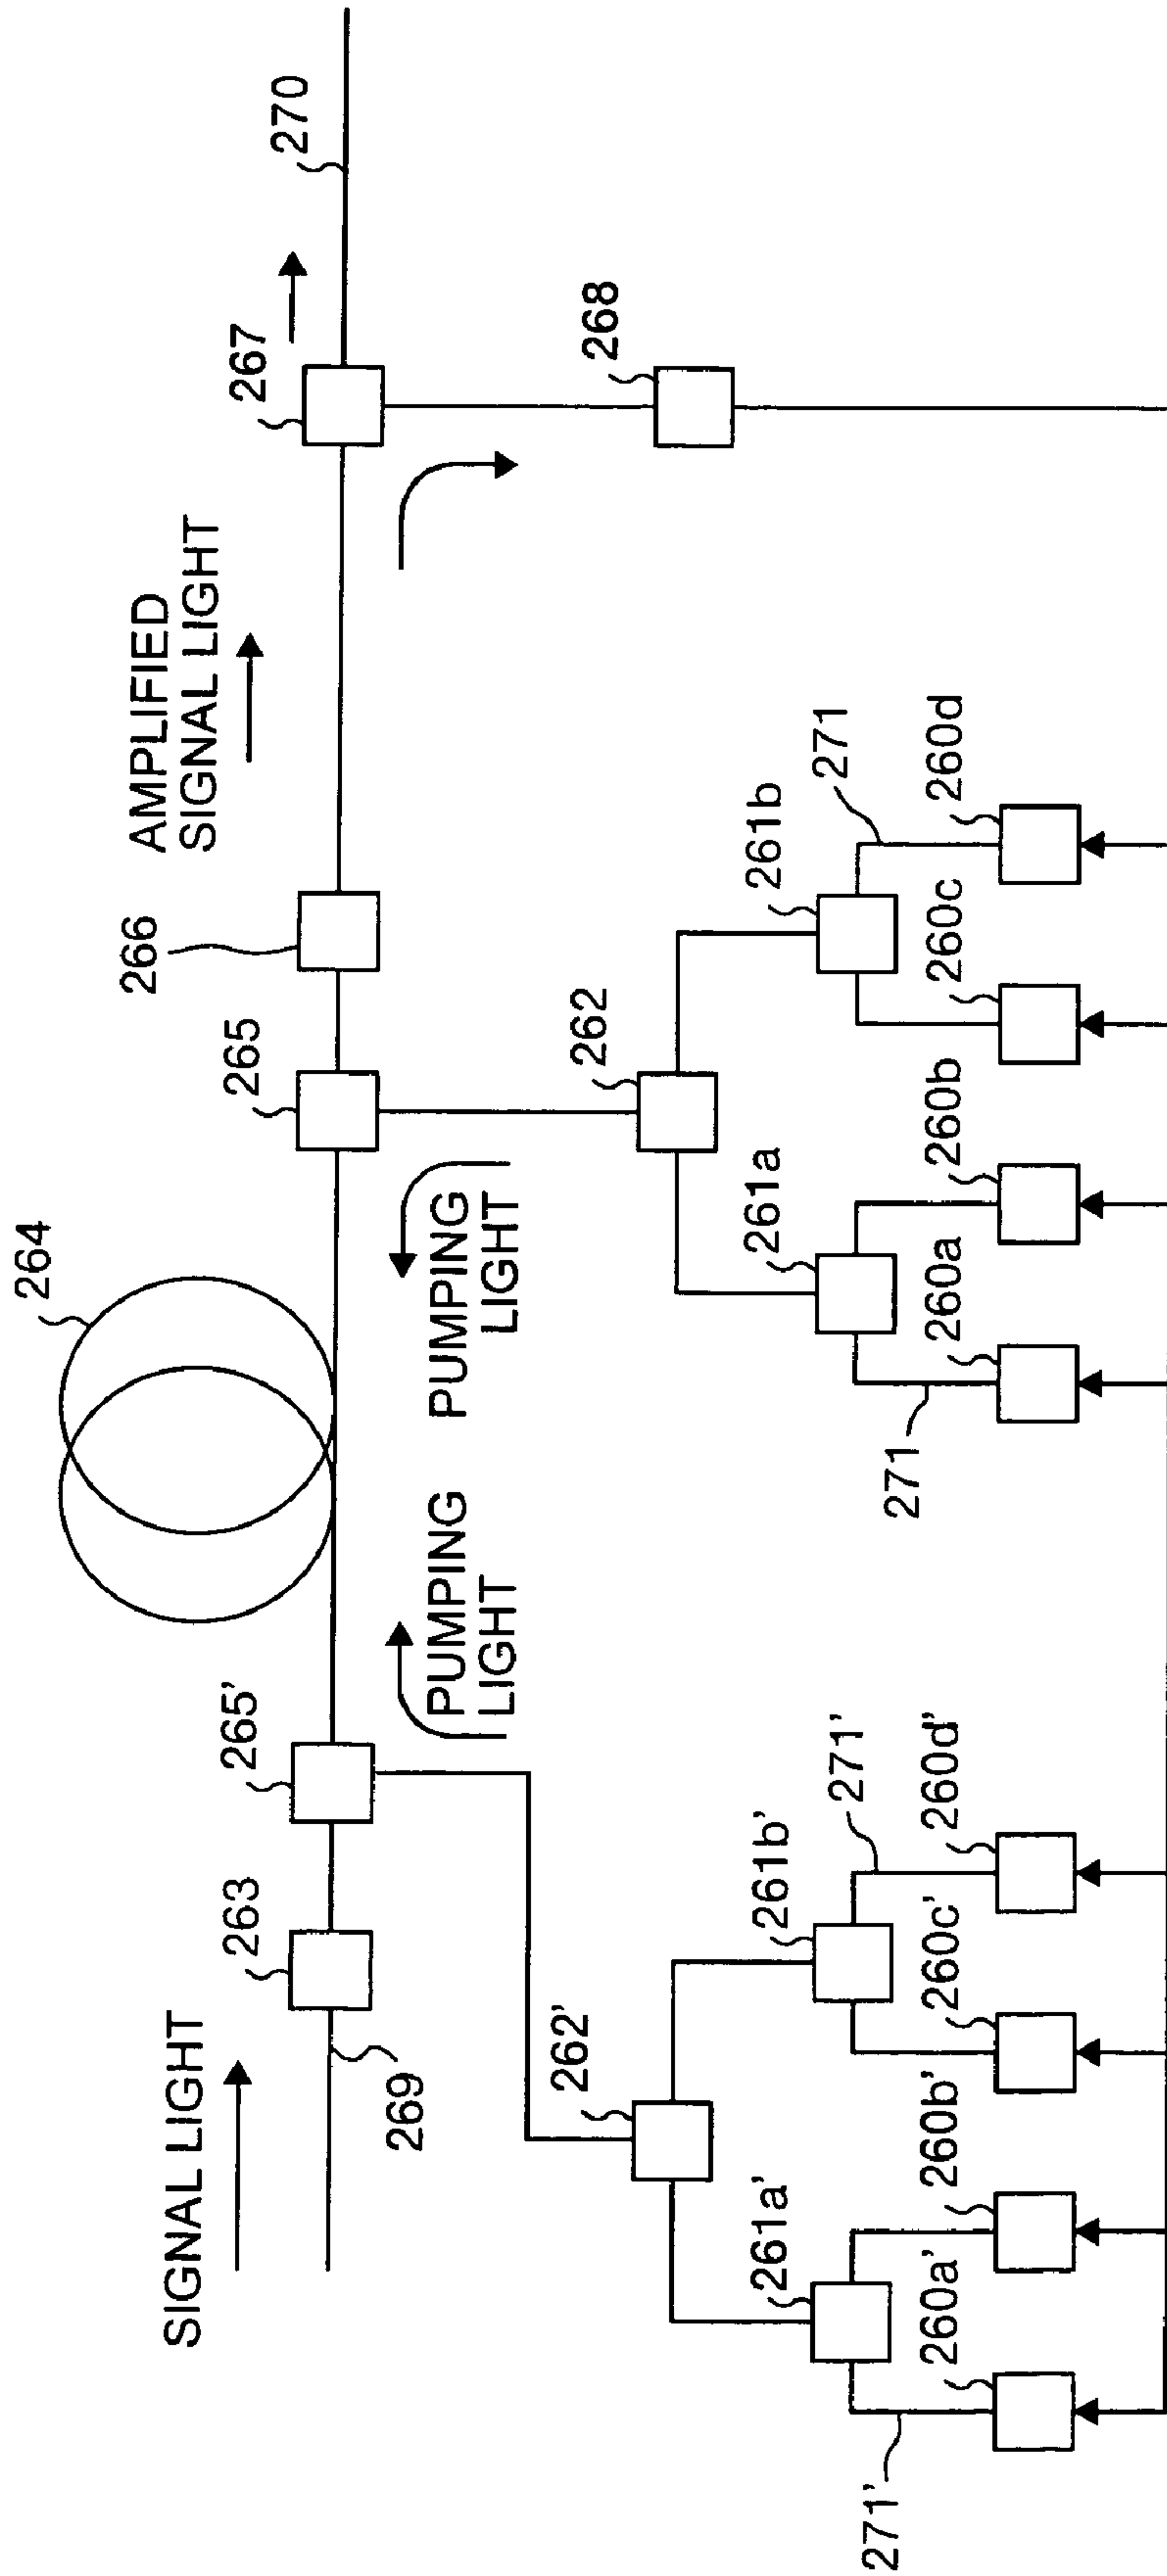 SIGNAL LIGHT
AMPLIFIED
SIGNAL LIGHT
264
263
265'
265
266
267
270
269
PUMPING
LIGHT
PUMPING
LIGHT
262'
262
268
261a'
261b'
261a
261b
271'
271'
271
271
260a'
260b'
260c'
260d'
260a
260b
260c
260d